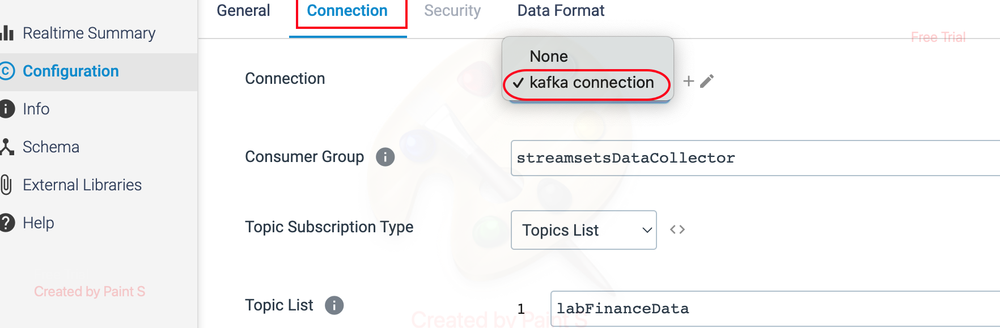 General Connection Security Data Format
Realtime Summary
Free Trial
None
Configuration
Connection
✓ kafka connection
Info
Schema
Consumer Group
streamsetsDataCollector
External Libraries
Help
Topic Subscription Type
Topics List
Created by Paint S
Topic List
1 labFinanceData
Created by Paint S